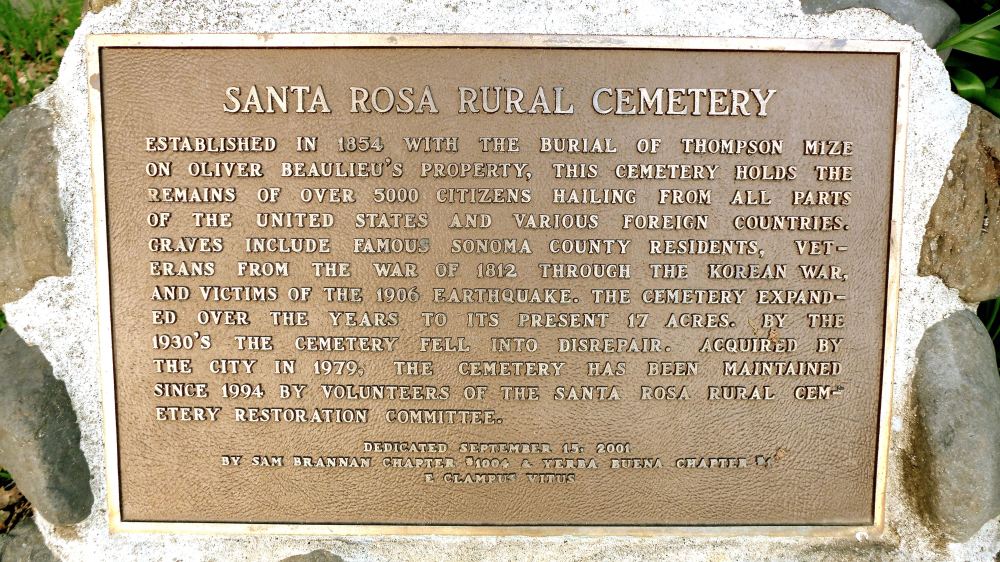 SANTA ROSA RURAL CEMETERY
ESTABLISHED IN 1854 WITH THE BURIAL OF THOMPSON MIZE
ON OLIVER BEAULIEU'S PROPERTY, THIS CEMETERY HOLDS THE
REMAINS OF OVER 5000 CITIZENS HAILING FROM ALL PARTS
OF THE UNITED STATES AND VARIOUS FOREIGN COUNTRIES.
GRAVES INCLUDE FAMOUS SONOMA COUNTY RESIDENTS, VET-
ERANS FROM THE WAR OF 1812 THROUGH THE KOREAN WAR,
AND VICTIMS OF THE 1906 EARTHQUAKE. THE CEMETERY EXPAND-
ED OVER THE YEARS TO ITS PRESENT 17 ACRES. BY THE
1930'S THE CEMETERY FELL INTO DISREPAIR. ACQUIRED BY
THE CITY IN 1979, THE CEMETERY HAS BEEN MAINTAINED
SINCE 1994 BY VOLUNTEERS OF THE SANTA ROSA RURAL CEM-
ETERY RESTORATION COMMITTEE.
DEDICATED SEPTEMBER 15, 2001
BY SAM BRANNAN CHAPTER #1004 & YERBA BUENA CHAPTER
E CLAMPUS VITUS